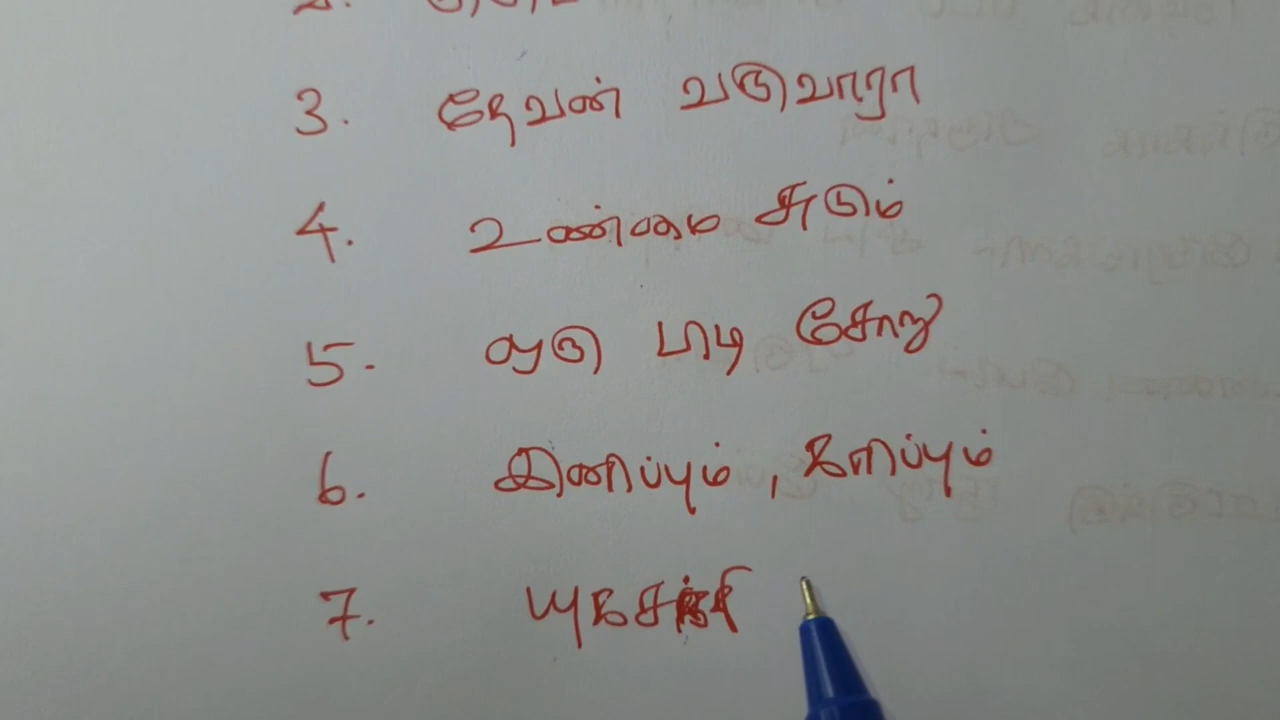 3. தேவன் வருவாரா
4. உண்மை சுடும்
5. ஒரு பிடி சோறு
6. இனிப்பும், கரிப்பும்
7. யுகசந்தி